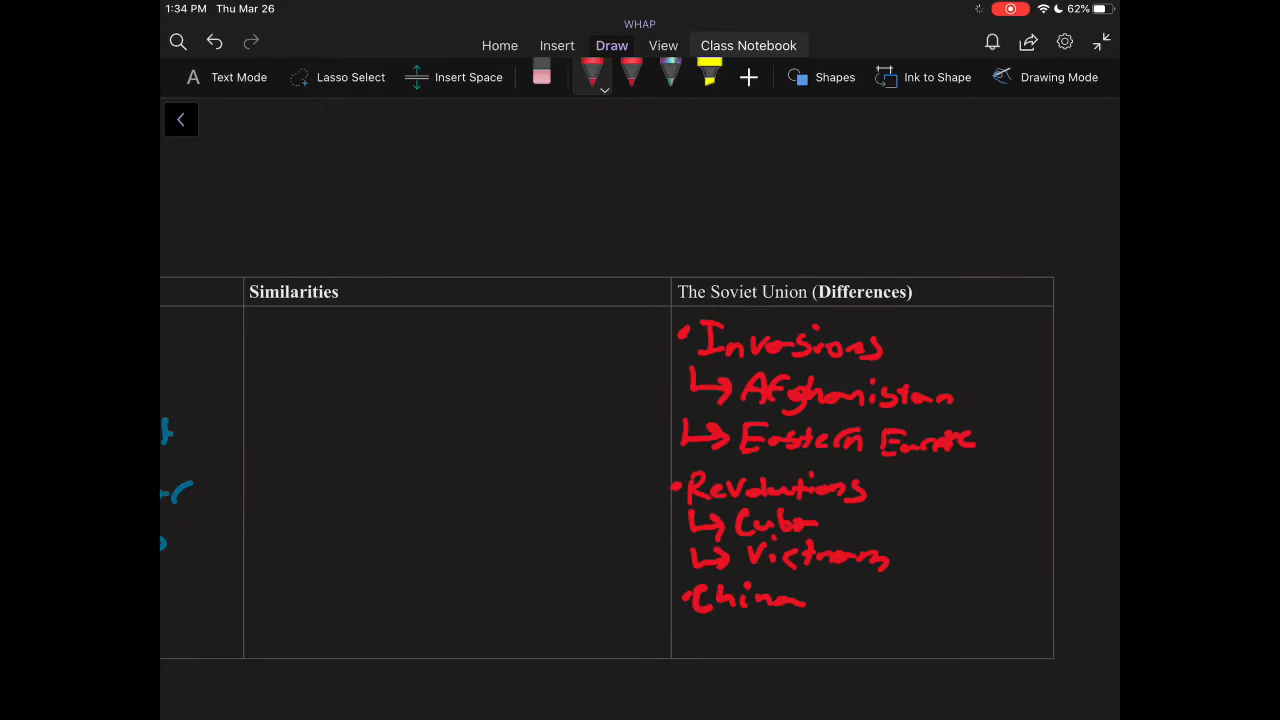 1:34 PM Thu Mar 26
62%
WHAP
Home Insert Draw View Class Notebook
A Text Mode Lasso Select Insert Space Shapes Ink to Shape Drawing Mode
Similarities
The Soviet Union (Differences)
• Invasions
↳ Afghanistan
↳ Eastern Europe
• Revolutions
↳ Cuba
↳ Vietnam
• China